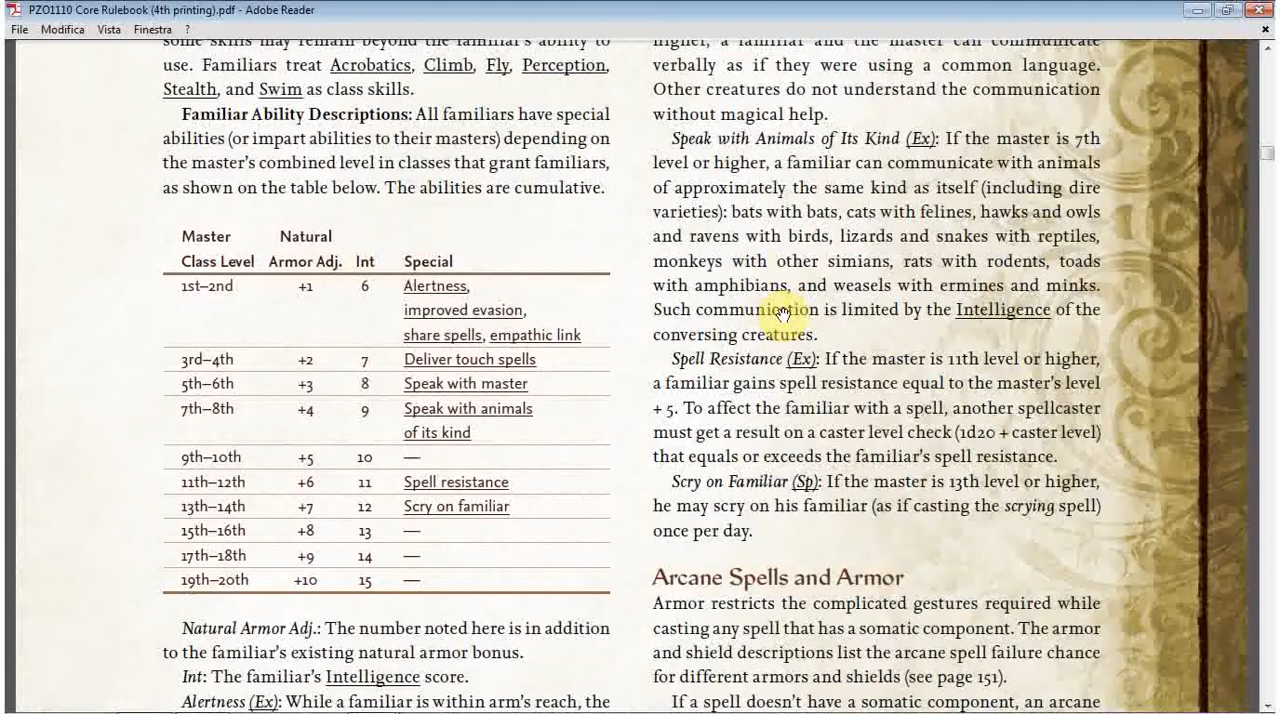 PZO1110 Core Rulebook (4th printing).pdf - Adobe Reader
File Modifica Vista Finestra ?
some skills may remain beyond the familiar's ability to
use. Familiars treat Acrobatics, Climb, Fly, Perception,
Stealth, and Swim as class skills.
Familiar Ability Descriptions: All familiars have special
abilities (or impart abilities to their masters) depending on
the master's combined level in classes that grant familiars,
as shown on the table below. The abilities are cumulative.
Master Natural
Class Level Armor Adj. Int Special
1st–2nd +1 6 Alertness,
improved evasion,
share spells, empathic link
3rd–4th +2 7 Deliver touch spells
5th–6th +3 8 Speak with master
7th–8th +4 9 Speak with animals
of its kind
9th–10th +5 10 —
11th–12th +6 11 Spell resistance
13th–14th +7 12 Scry on familiar
15th–16th +8 13 —
17th–18th +9 14 —
19th–20th +10 15 —
Natural Armor Adj.: The number noted here is in addition
to the familiar's existing natural armor bonus.
Int: The familiar's Intelligence score.
Alertness (Ex): While a familiar is within arm's reach, the
higher, a familiar and the master can communicate
verbally as if they were using a common language.
Other creatures do not understand the communication
without magical help.
Speak with Animals of Its Kind (Ex): If the master is 7th
level or higher, a familiar can communicate with animals
of approximately the same kind as itself (including dire
varieties): bats with bats, cats with felines, hawks and owls
and ravens with birds, lizards and snakes with reptiles,
monkeys with other simians, rats with rodents, toads
with amphibians, and weasels with ermines and minks.
Such communication is limited by the Intelligence of the
conversing creatures.
Spell Resistance (Ex): If the master is 11th level or higher,
a familiar gains spell resistance equal to the master's level
+ 5. To affect the familiar with a spell, another spellcaster
must get a result on a caster level check (1d20 + caster level)
that equals or exceeds the familiar's spell resistance.
Scry on Familiar (Sp): If the master is 13th level or higher,
he may scry on his familiar (as if casting the scrying spell)
once per day.
Arcane Spells and Armor
Armor restricts the complicated gestures required while
casting any spell that has a somatic component. The armor
and shield descriptions list the arcane spell failure chance
for different armors and shields (see page 151).
If a spell doesn't have a somatic component, an arcane